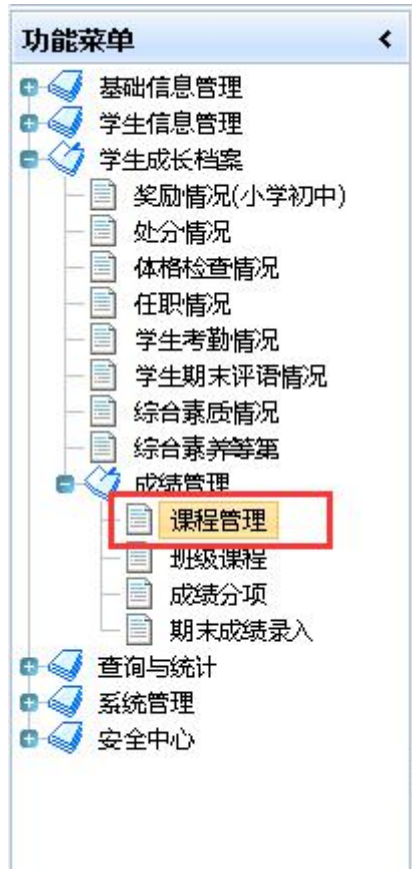 功能菜单
基础信息管理
学生信息管理
学生成长档案
奖励情况(小学初中)
处分情况
体格检查情况
任职情况
学生考勤情况
学生期末评语情况
综合素质情况
综合素养等第
成绩管理
课程管理
班级课程
成绩分项
期末成绩录入
查询与统计
系统管理
安全中心